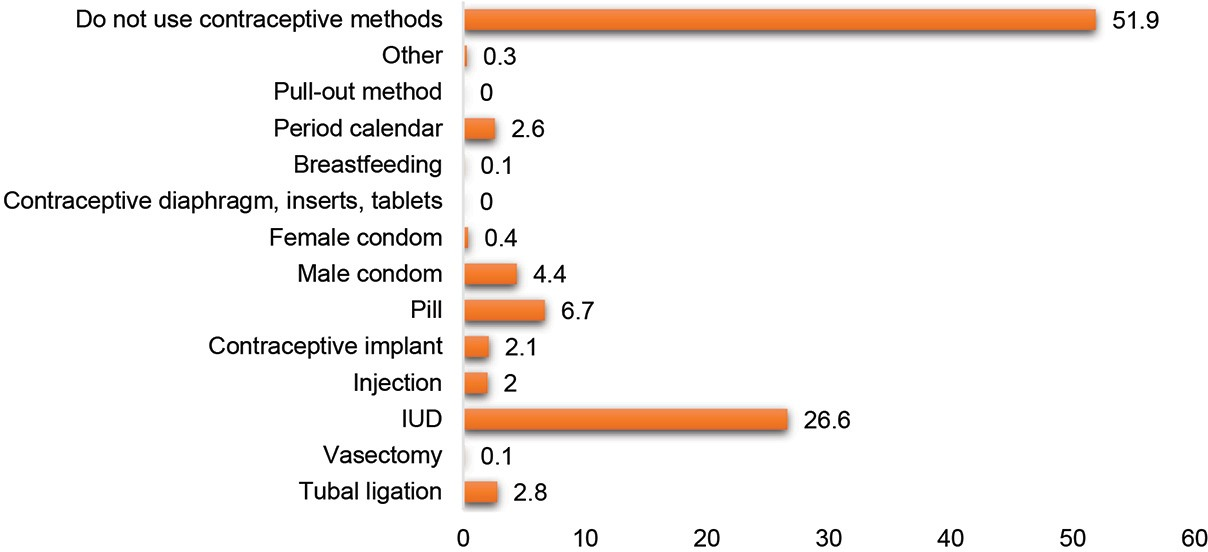 Do not use contraceptive methods 51.9
Other 0.3
Pull-out method 0
Period calendar 2.6
Breastfeeding 0.1
Contraceptive diaphragm, inserts, tablets 0
Female condom 0.4
Male condom 4.4
Pill 6.7
Contraceptive implant 2.1
Injection 2
IUD 26.6
Vasectomy 0.1
Tubal ligation 2.8
0 10 20 30 40 50 60